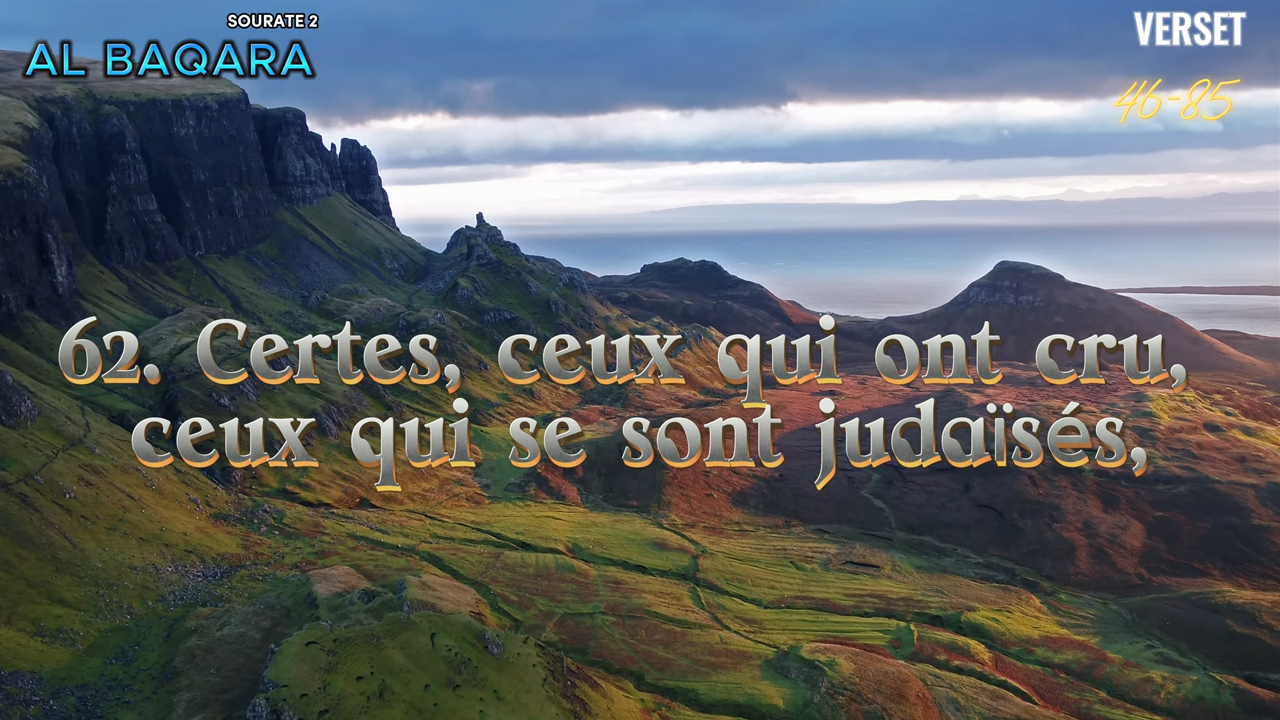 SOURATE 2
AL BAQARA
VERSET
46-85
62. Certes, ceux qui ont cru,
ceux qui se sont judaïsés,